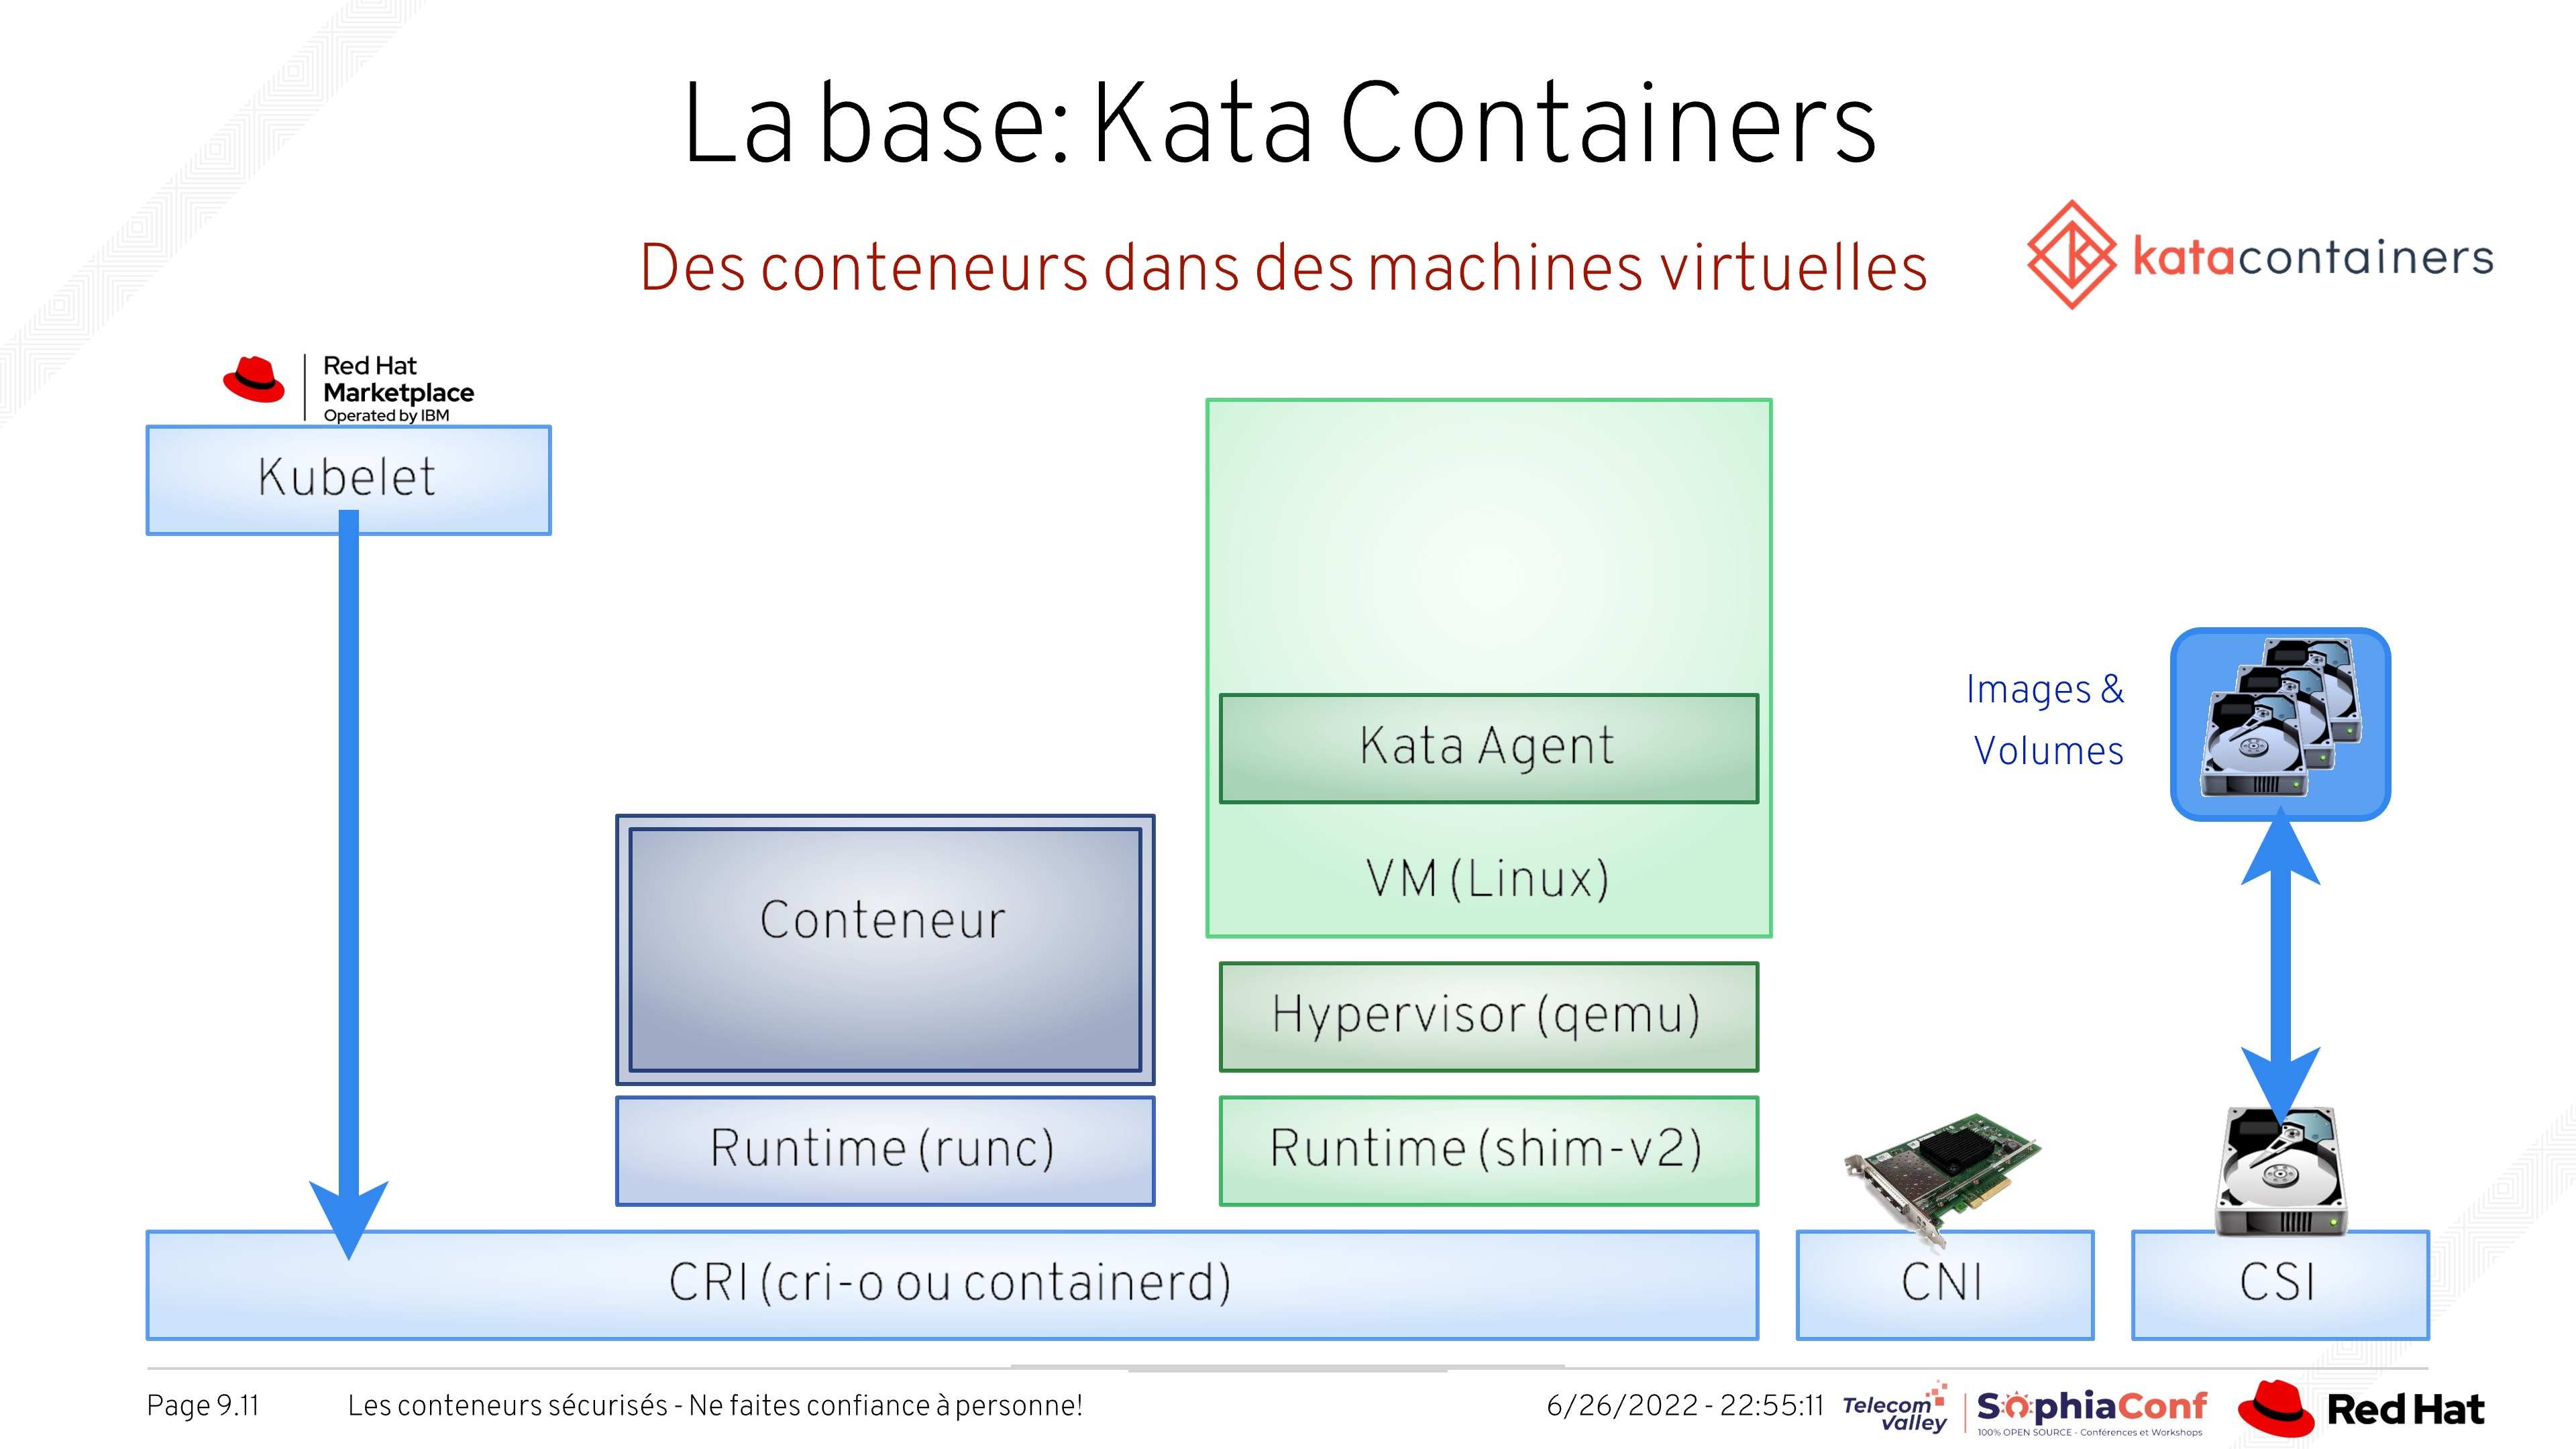 La base: Kata Containers
Des conteneurs dans des machines virtuelles
katacontainers
Red Hat
Marketplace
Operated by IBM
Kubelet
Kata Agent
Images &
Volumes
VM (Linux)
Conteneur
Hypervisor (qemu)
Runtime (runc)
Runtime (shim-v2)
CRI (cri-o ou containerd)
CNI
CSI
Page 9.11
Les conteneurs sécurisés - Ne faites confiance à personne!
6/26/2022 - 22:55:11
Telecom
Valley
SophiaConf
100% OPEN SOURCE - Conférences et Workshops
Red Hat